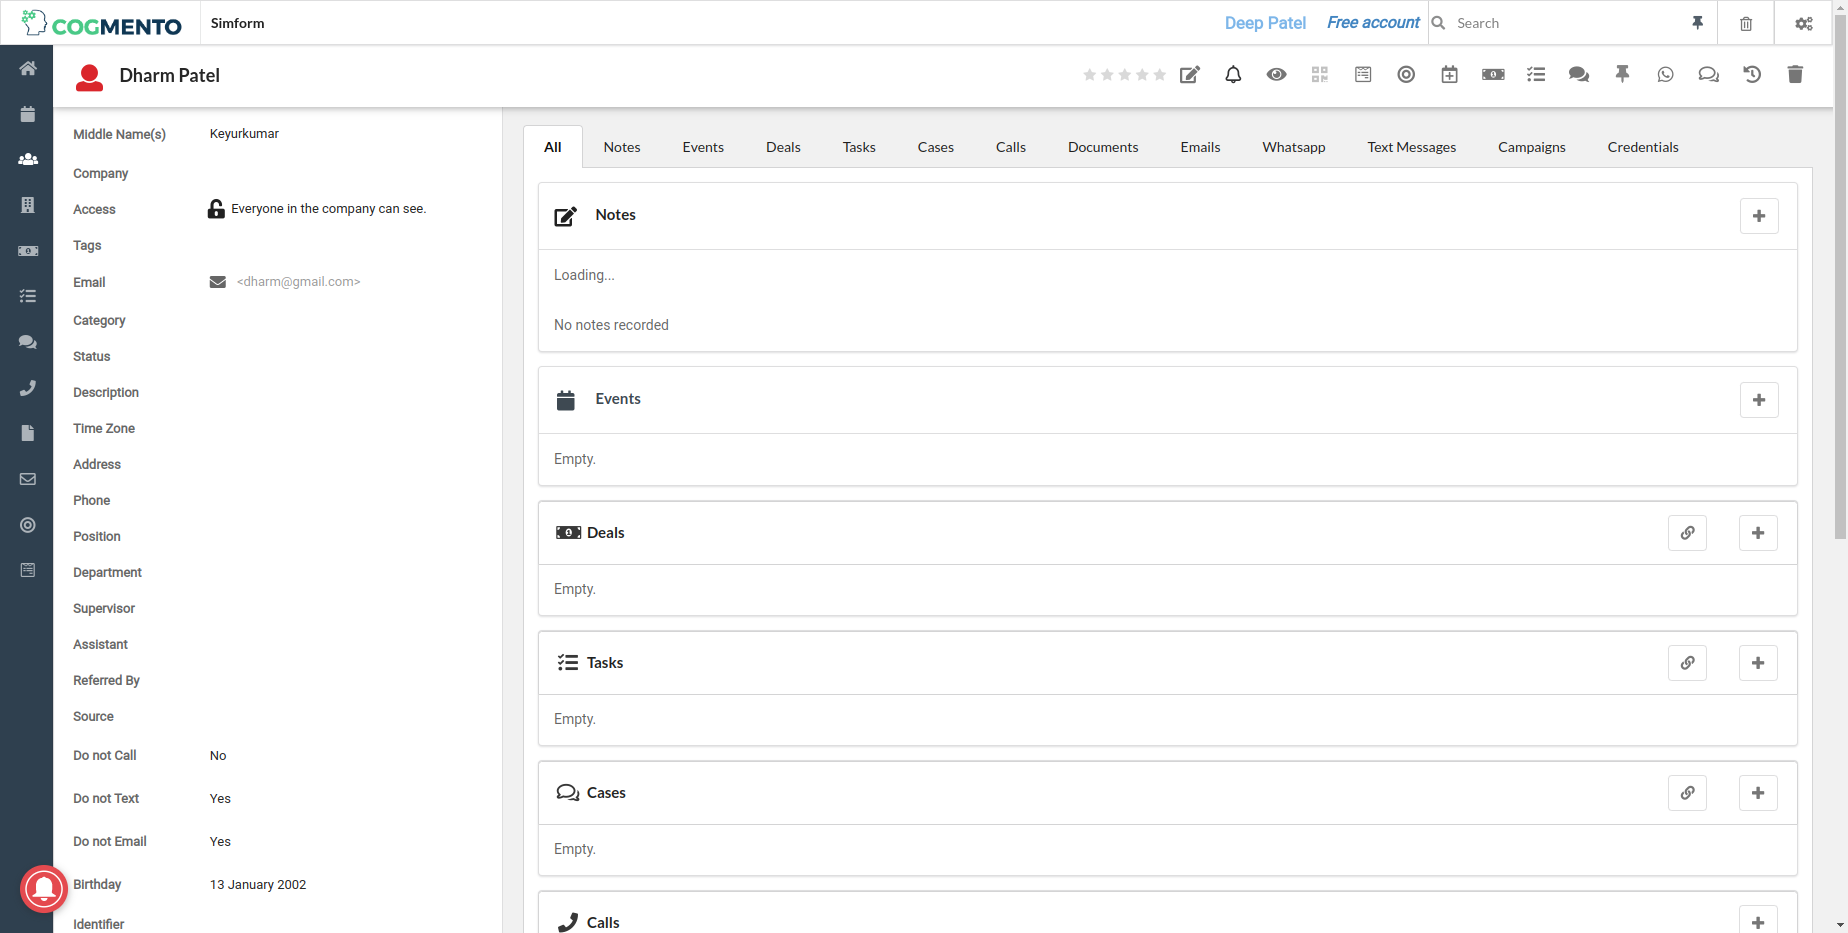 COGMENTO
Simform
Deep Patel
Free account
Search
Dharm Patel
Middle Name(s) Keyurkumar
Company
Access Everyone in the company can see.
Tags
Email <dharm@gmail.com>
Category
Status
Description
Time Zone
Address
Phone
Position
Department
Supervisor
Assistant
Referred By
Source
Do not Call No
Do not Text Yes
Do not Email Yes
Birthday 13 January 2002
Identifier
All Notes Events Deals Tasks Cases Calls Documents Emails Whatsapp Text Messages Campaigns Credentials
Notes
Loading...
No notes recorded
Events
Empty.
Deals
Empty.
Tasks
Empty.
Cases
Empty.
Calls